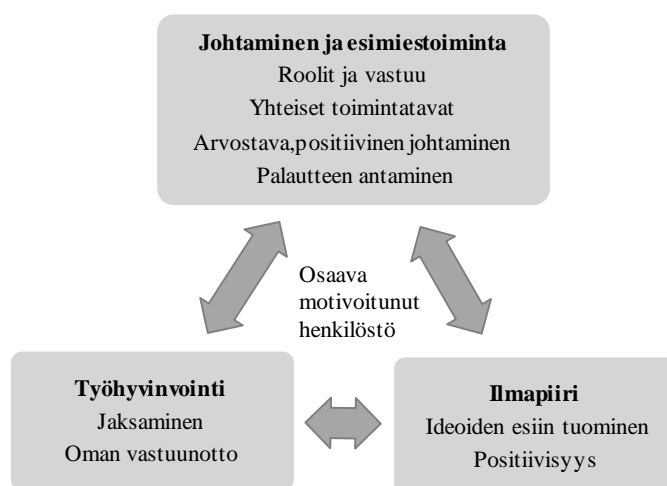 Johtaminen ja esimiestoiminta
Roolit ja vastuu
Yhteiset toimintatavat
Arvostava,positiivinen johtaminen
Palautteen antaminen
Osaava
motivoitunut
henkilöstö
Työhyvinvointi
Jaksaminen
Oman vastuunotto
Ilmapiiri
Ideoiden esiin tuominen
Positiivisyys